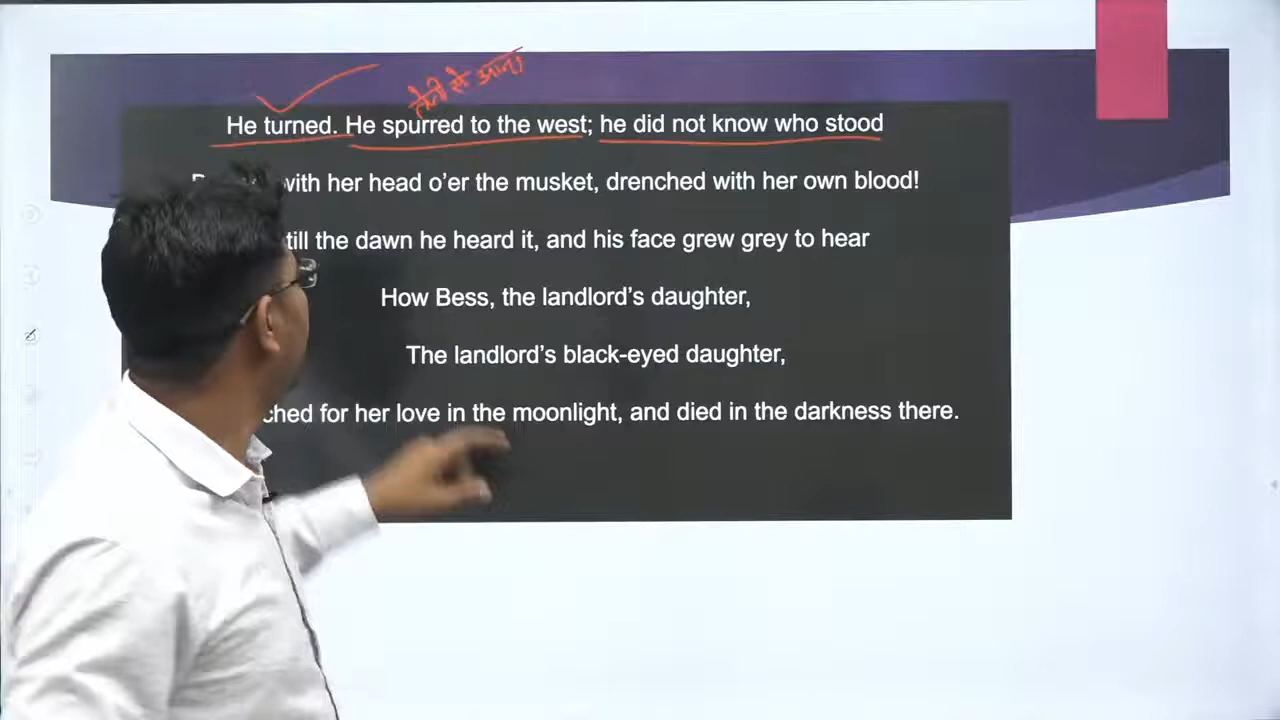 तेजी से आना
He turned. He spurred to the west; he did not know who stood
with her head o’er the musket, drenched with her own blood!
till the dawn he heard it, and his face grew grey to hear
How Bess, the landlord’s daughter,
The landlord’s black-eyed daughter,
ched for her love in the moonlight, and died in the darkness there.